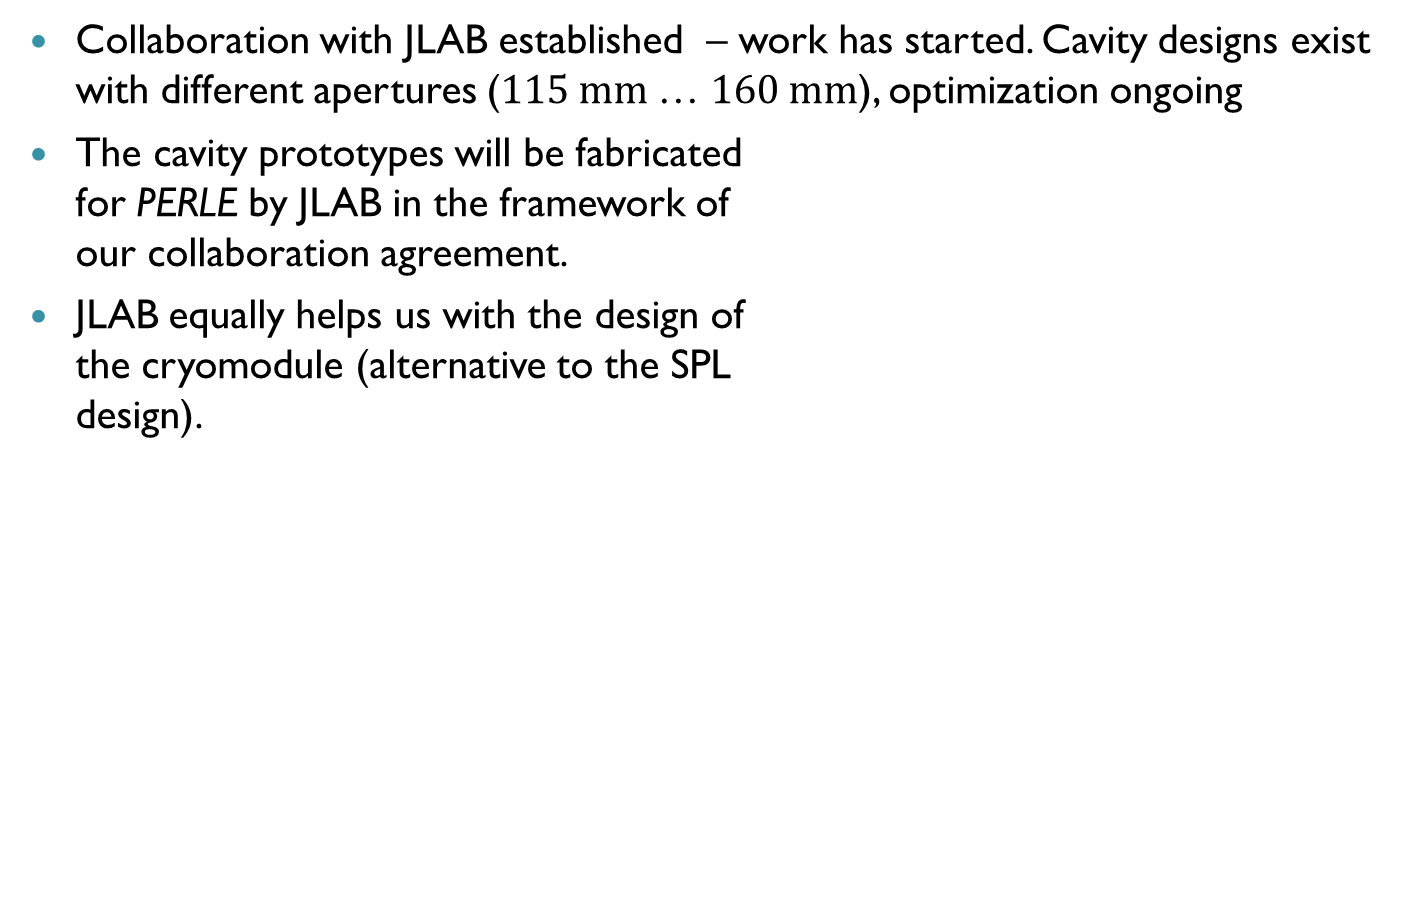 • Collaboration with JLAB established – work has started. Cavity designs exist
with different apertures (115 mm … 160 mm), optimization ongoing
• The cavity prototypes will be fabricated
for PERLE by JLAB in the framework of
our collaboration agreement.
• JLAB equally helps us with the design of
the cryomodule (alternative to the SPL
design).